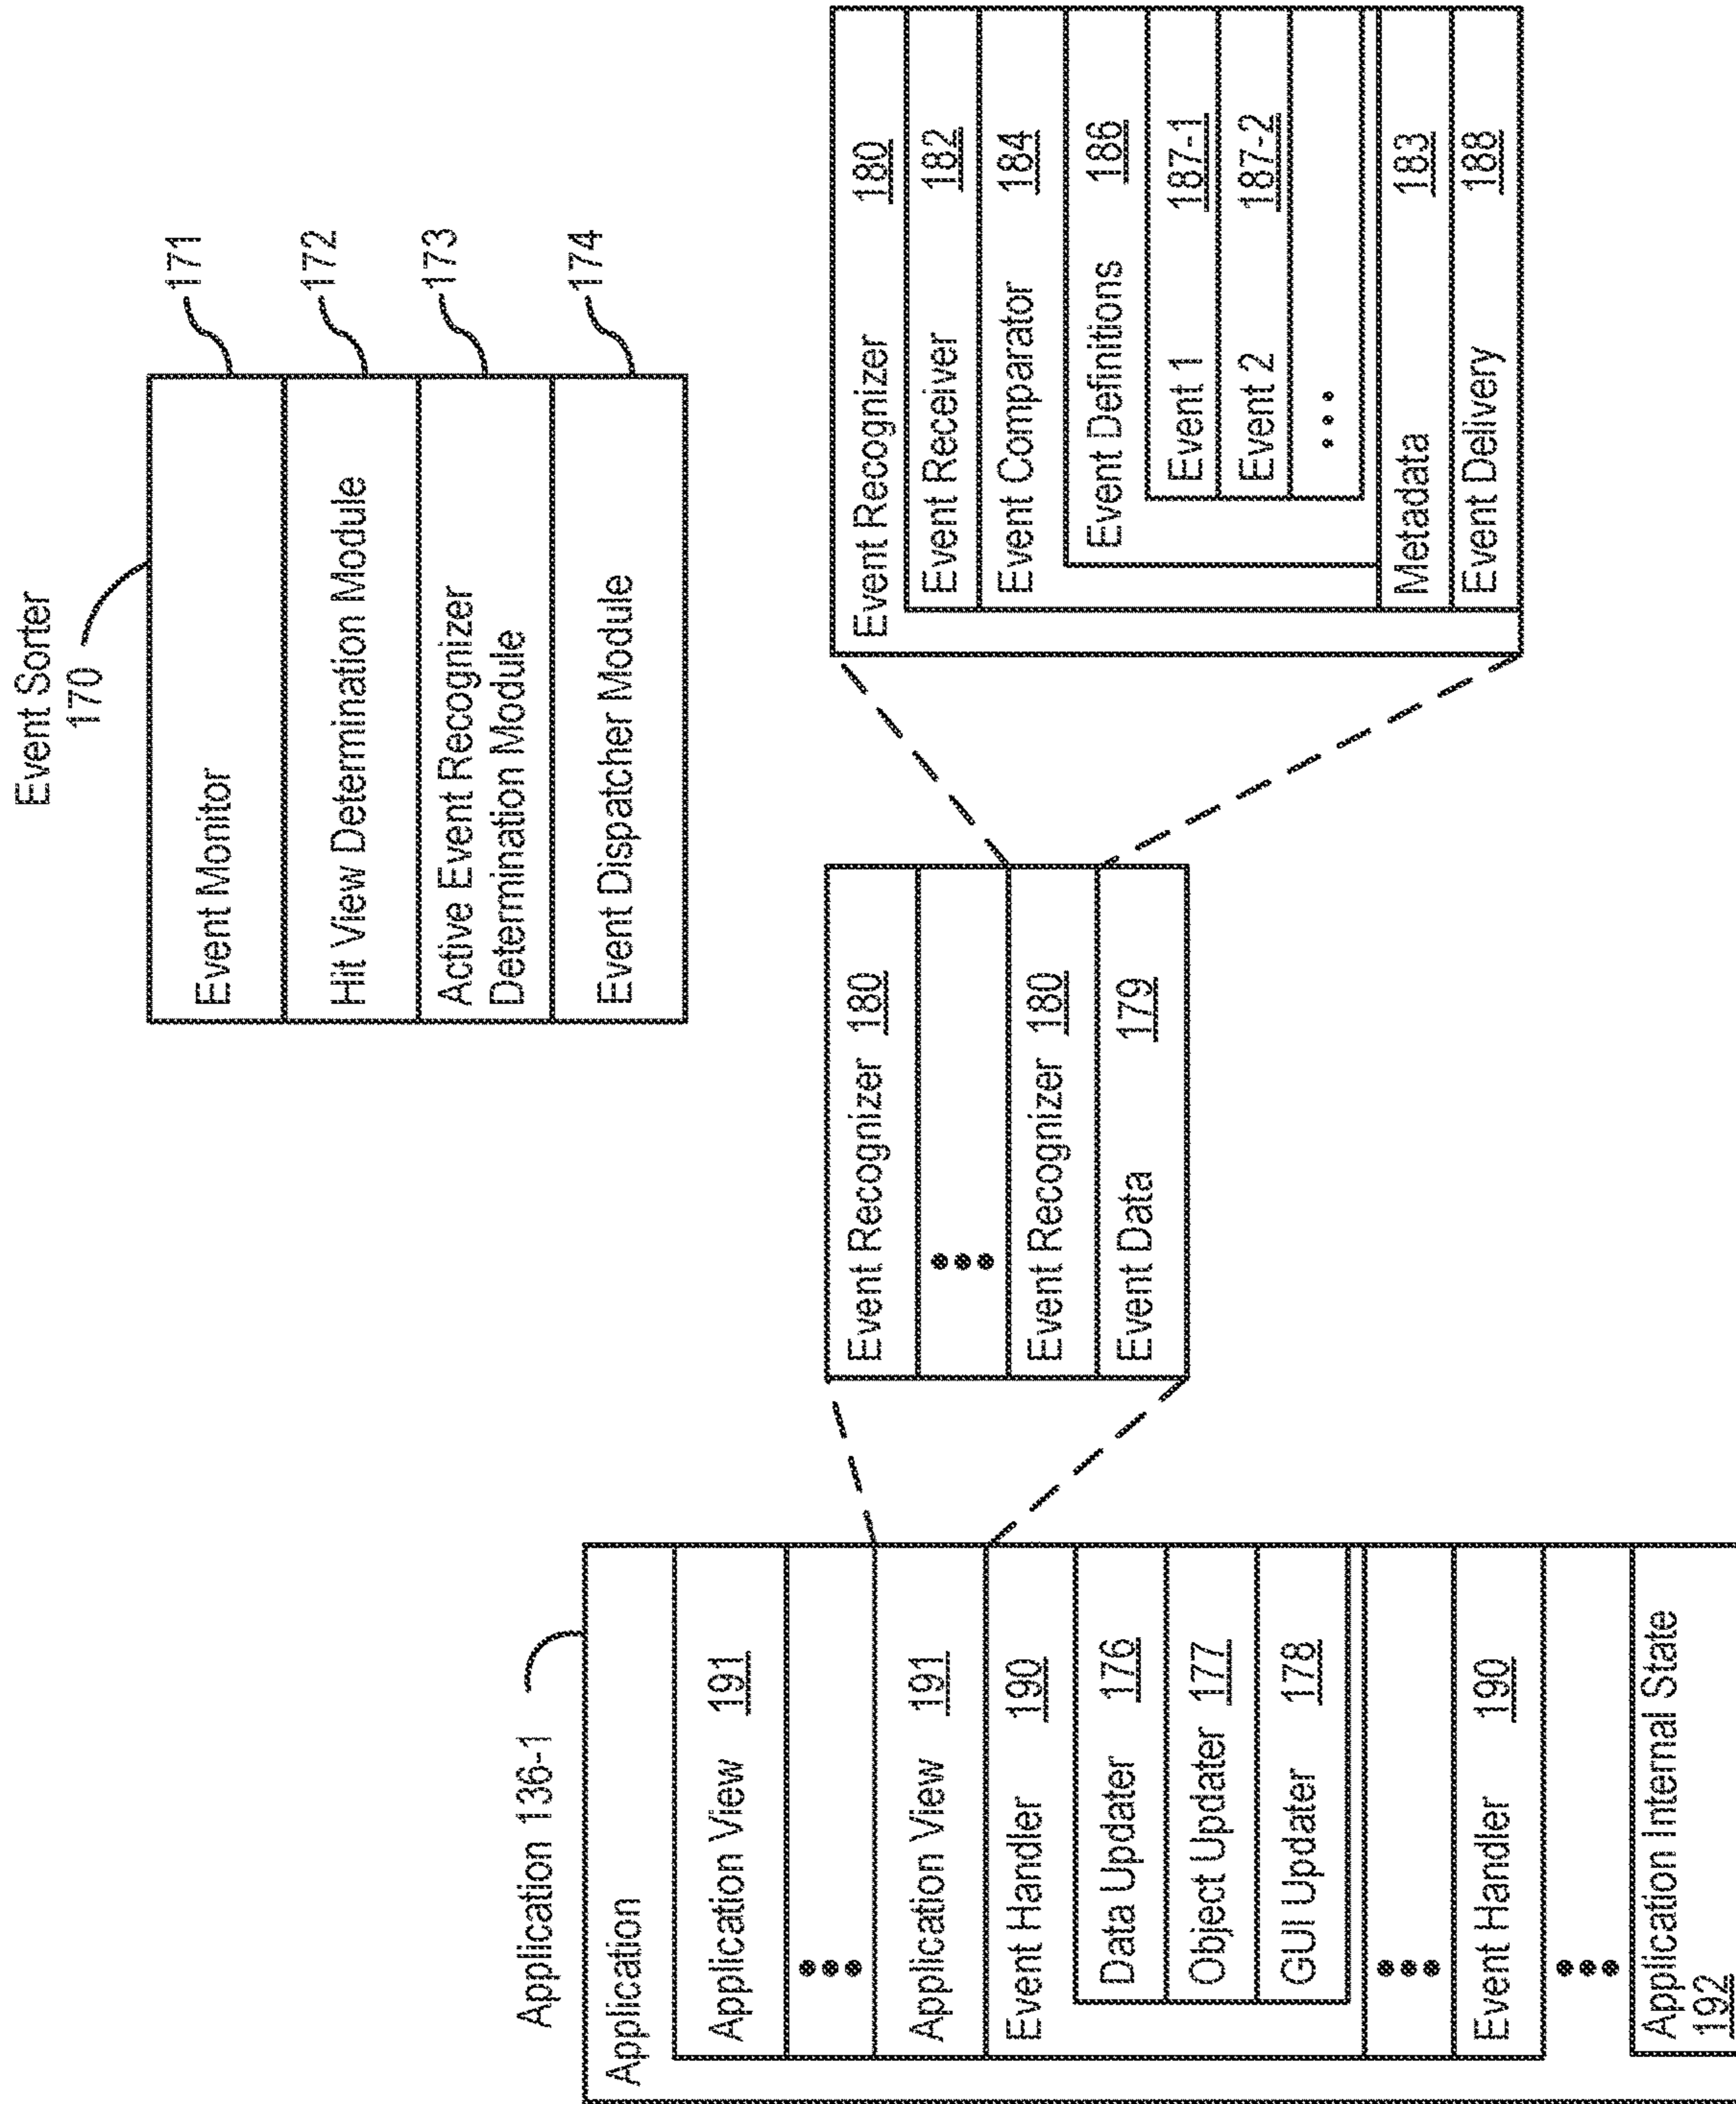 Event Sorter
170
Event Monitor
171
Hit View Determination Module
172
Active Event Recognizer
Determination Module
173
Event Dispatcher Module
174
Application 136-1
Application
Application View 191
•••
Application View 191
Event Handler 190
Data Updater 176
Object Updater 177
GUI Updater 178
•••
Event Handler 190
•••
Application Internal State
192
Event Recognizer 180
•••
Event Recognizer 180
Event Data 179
Event Recognizer 180
Event Receiver 182
Event Comparator 184
Event Definitions 186
Event 1 187-1
Event 2 187-2
•••
Metadata 183
Event Delivery 188